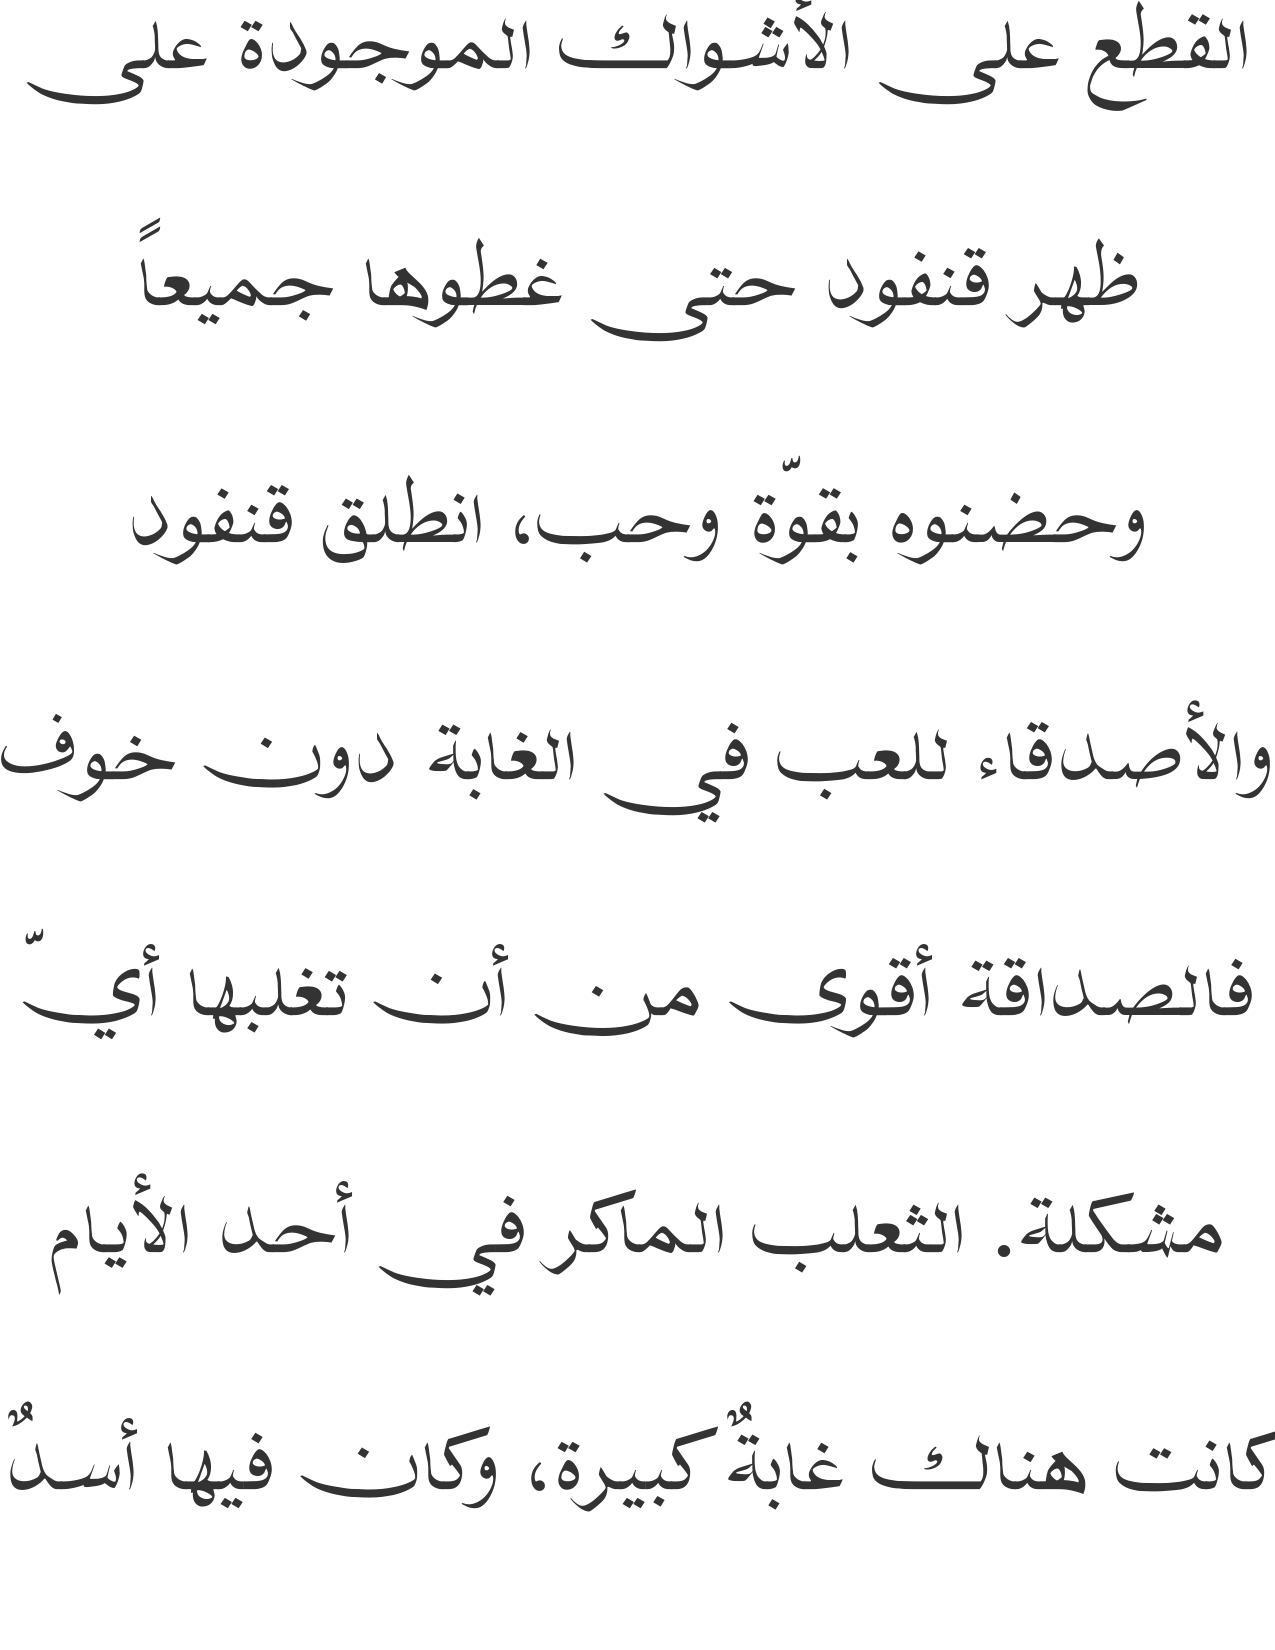 القطع على الأشواك الموجودة على
ظهر قنفود حتى غطوها جميعاً
وحضنوه بقوّة وحب، انطلق قنفود
والأصدقاء للعب في الغابة دون خوف
فالصداقة أقوى من أن تغلبها أيّ
مشكلة. الثعلب الماكر في أحد الأيام
كانت هناك غابةٌ كبيرة، وكان فيها أسدٌ